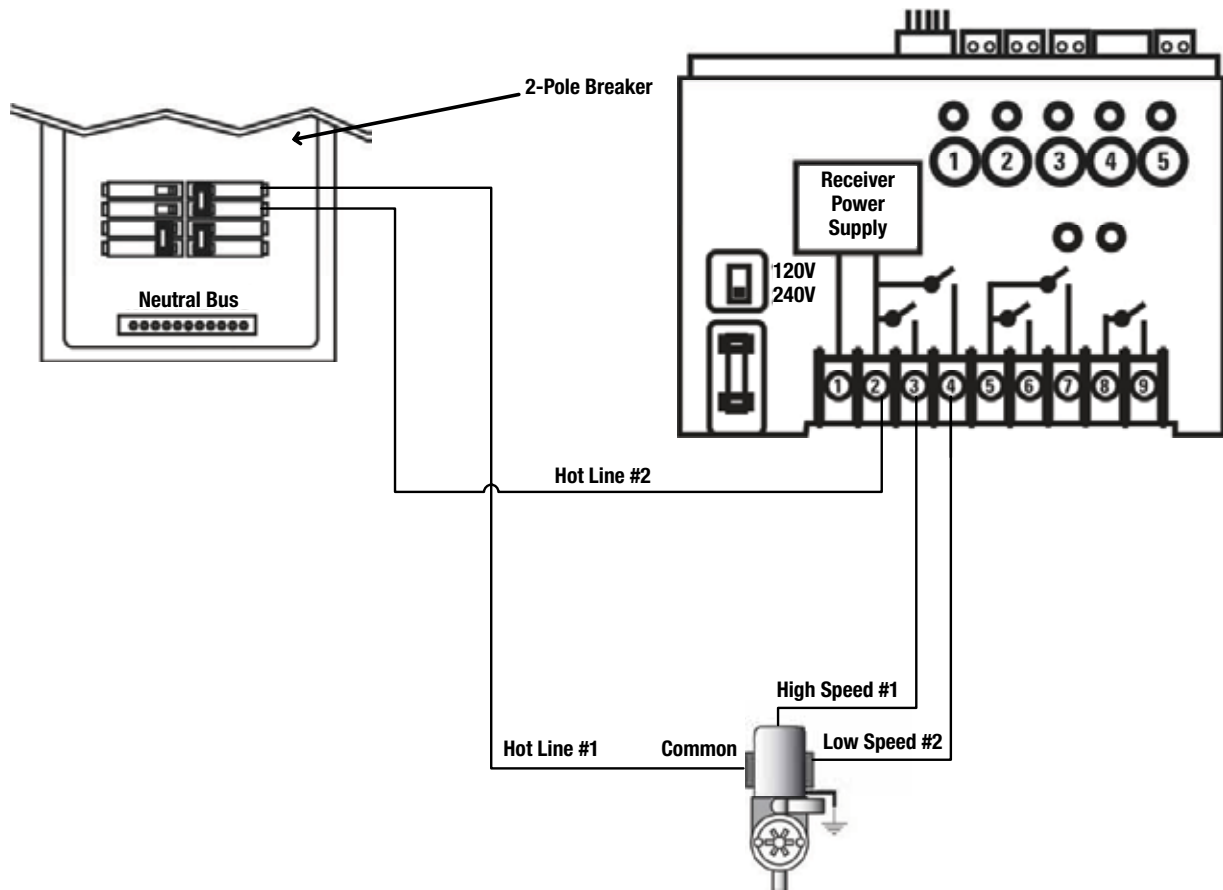 2-Pole Breaker
Neutral Bus
1 2 3 4 5
Receiver
Power
Supply
120V
240V
1 2 3 4 5 6 7 8 9
Hot Line #2
High Speed #1
Hot Line #1
Common
Low Speed #2